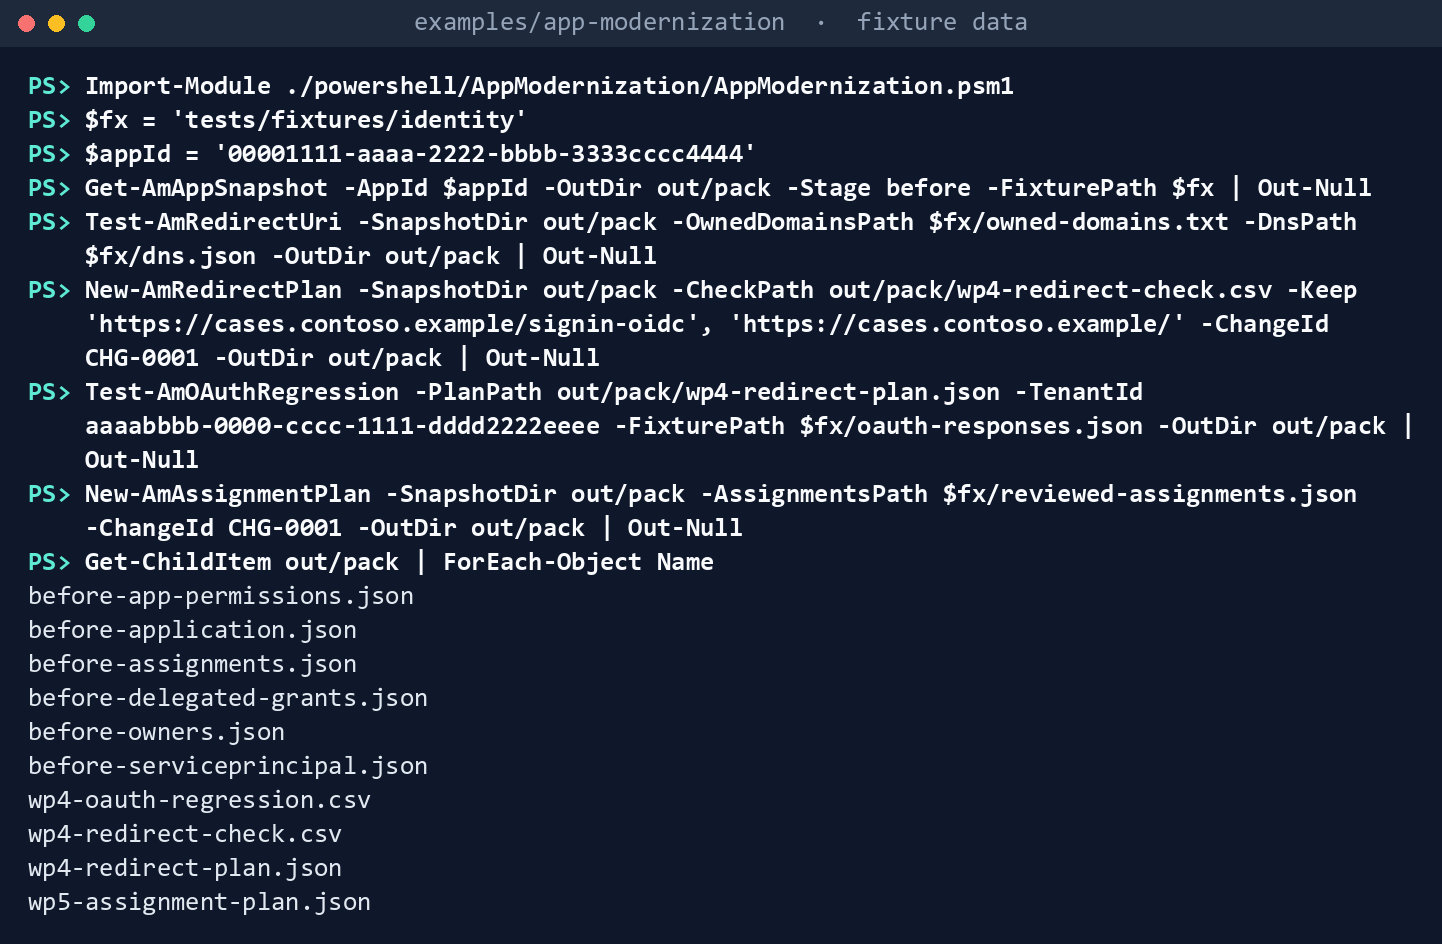 examples/app-modernization · fixture data
PS> Import-Module ./powershell/AppModernization/AppModernization.psm1
PS> $fx = 'tests/fixtures/identity'
PS> $appId = '00001111-aaaa-2222-bbbb-3333cccc4444'
PS> Get-AmAppSnapshot -AppId $appId -OutDir out/pack -Stage before -FixturePath $fx | Out-Null
PS> Test-AmRedirectUri -SnapshotDir out/pack -OwnedDomainsPath $fx/owned-domains.txt -DnsPath
$fx/dns.json -OutDir out/pack | Out-Null
PS> New-AmRedirectPlan -SnapshotDir out/pack -CheckPath out/pack/wp4-redirect-check.csv -Keep
'https://cases.contoso.example/signin-oidc', 'https://cases.contoso.example/' -ChangeId
CHG-0001 -OutDir out/pack | Out-Null
PS> Test-AmOAuthRegression -PlanPath out/pack/wp4-redirect-plan.json -TenantId
aaaabbbb-0000-cccc-1111-dddd2222eeee -FixturePath $fx/oauth-responses.json -OutDir out/pack |
Out-Null
PS> New-AmAssignmentPlan -SnapshotDir out/pack -AssignmentsPath $fx/reviewed-assignments.json
-ChangeId CHG-0001 -OutDir out/pack | Out-Null
PS> Get-ChildItem out/pack | ForEach-Object Name
before-app-permissions.json
before-application.json
before-assignments.json
before-delegated-grants.json
before-owners.json
before-serviceprincipal.json
wp4-oauth-regression.csv
wp4-redirect-check.csv
wp4-redirect-plan.json
wp5-assignment-plan.json